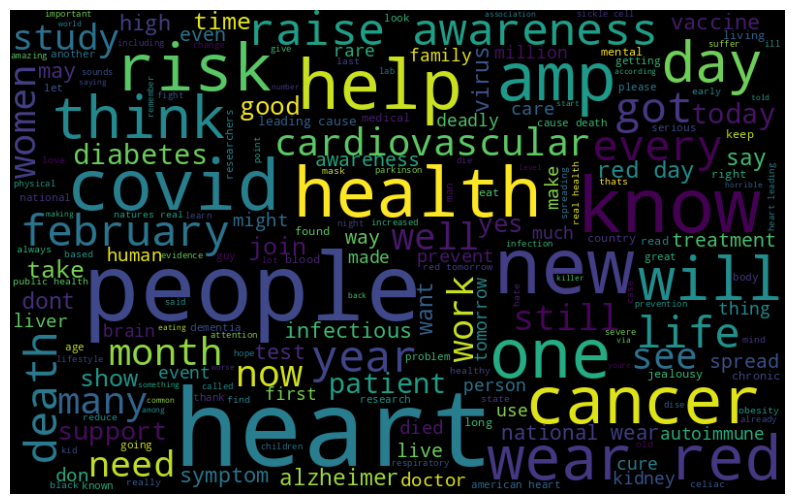 important
world
study
high
time
even
raise awareness
look
association
sickle cell
vaccine
living
ill
amazing
another
including
change
give
suffer
risk
help
rare
family
million
mental
getting
according
amp
day
may
let
sounds
saying
last
lab
please
early
told
number
women
think
remember
fight
good
virus
care
start
got
today
researchers
leading cause
medical
deadly
cause death
serious
keep
love
diabetes
point
cardiovascular
every
say
physical
covid
awareness
mask
parkinson
die
level
man
eat
make
spreading
real health
thats
red day
right
horrible
heart leading
national
natures real
learn
might
health
know
february
making
night
increased
yes
much
country
read
treatment
always
based
evidence
guy
join
found
way
well
infection
great
take
human
lot
blood
made
prevent
new
will
public health
said
back
red tomorrow
want
killer
hate
case
prevention
body
dont
people
work
tomorrow
still
thing
liver
brain
eating
dementia
infectious
severe
via
life
mind
age
attention
test
problem
healthy
youre
lifestyle
hope
worse
month
year
now
one
see
spread
death
show
event
something
called
first
patient
person
jealousy
chronic
many
reduce
common
among
thank
find
research
state
dise
obesity
already
cancer
support
going
heart
died
long
use
national wear
autoimmune
kid
children
respiratory
live
old
need
don
black
known
really
symptom
alzheimer
doctor
american heart
wear red
cure
kidney
celiac